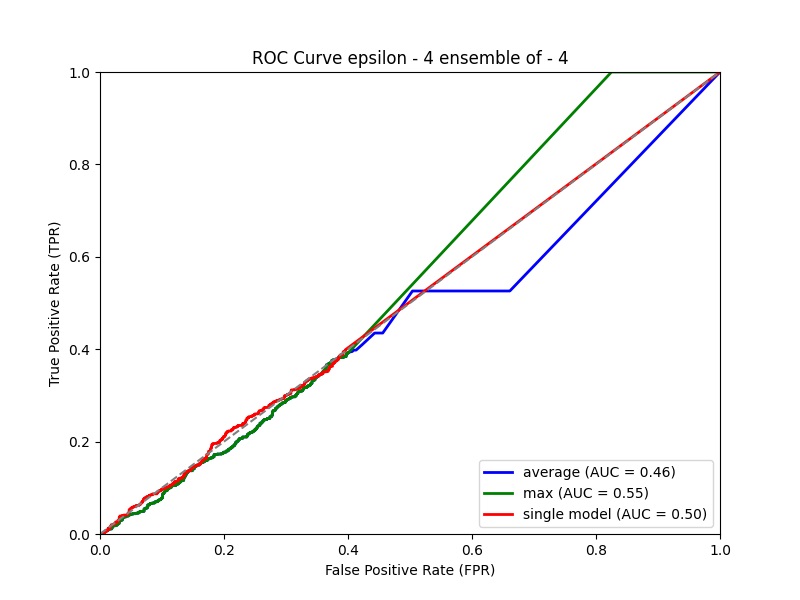 ROC Curve epsilon - 4 ensemble of - 4
True Positive Rate (TPR)
1.0
0.8
0.6
0.4
0.2
0.0
0.0 0.2 0.4 0.6 0.8 1.0
False Positive Rate (FPR)
average (AUC = 0.46)
max (AUC = 0.55)
single model (AUC = 0.50)